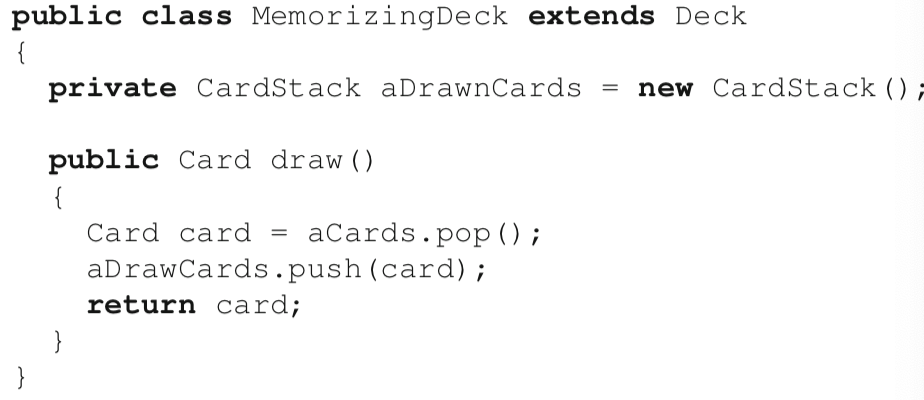 public class MemorizingDeck extends Deck
{
private CardStack aDrawnCards = new CardStack();
public Card draw()
{
Card card = aCards.pop();
aDrawCards.push(card);
return card;
}
}